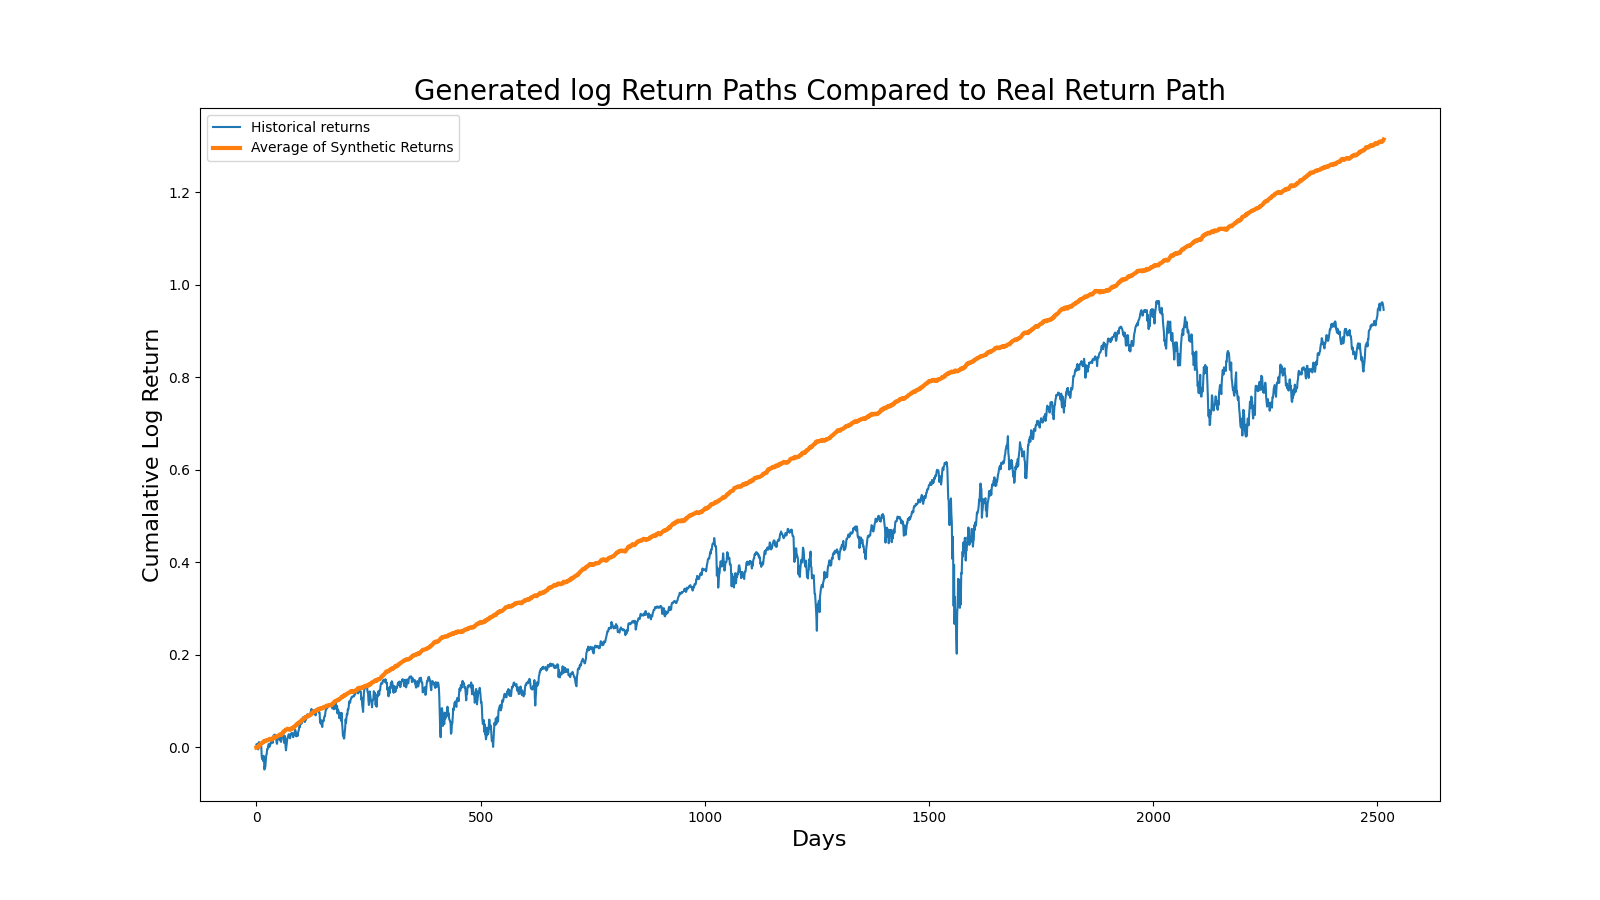 Generated log Return Paths Compared to Real Return Path
Historical returns
Average of Synthetic Returns
1.2
1.0
0.8
0.6
0.4
0.2
0.0
Cumalative Log Return
0 500 1000 1500 2000 2500
Days